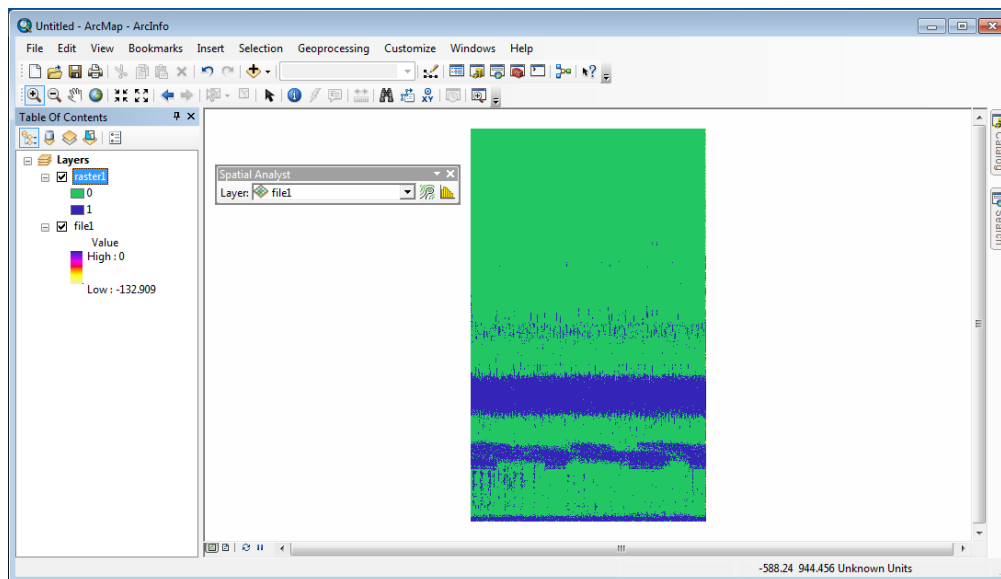 Untitled - ArcMap - ArcInfo
File Edit View Bookmarks Insert Selection Geoprocessing Customize Windows Help
Table Of Contents
Layers
raster1
0
1
file1
Value
High : 0
Low : -132.909
Spatial Analyst
Layer: file1
Catalog
Search
-588.24 944.456 Unknown Units